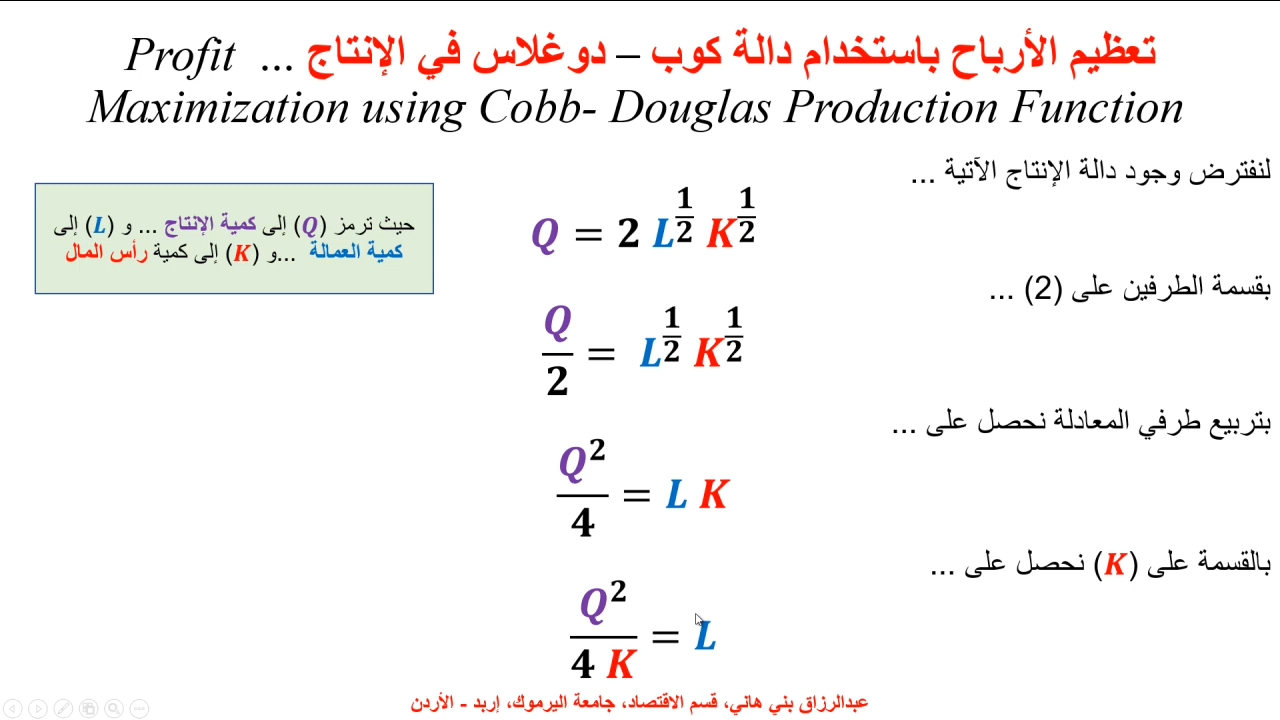 تعظيم الأرباح باستخدام دالة كوب – دوغلاس في الإنتاج ... Profit
Maximization using Cobb- Douglas Production Function
لنفترض وجود دالة الإنتاج الآتية ...
حيث ترمز (Q) إلى كمية الإنتاج ... و (L) إلى
كمية العمالة ...و (K) إلى كمية رأس المال
Q = 2 L^(1/2) K^(1/2)
بقسمة الطرفين على (2) ...
Q/2 = L^(1/2) K^(1/2)
بتربيع طرفي المعادلة نحصل على ...
Q^2/4 = L K
بالقسمة على (K) نحصل على ...
Q^2/(4 K) = L
عبدالرزاق بني هاني، قسم الاقتصاد، جامعة اليرموك، إربد - الأردن